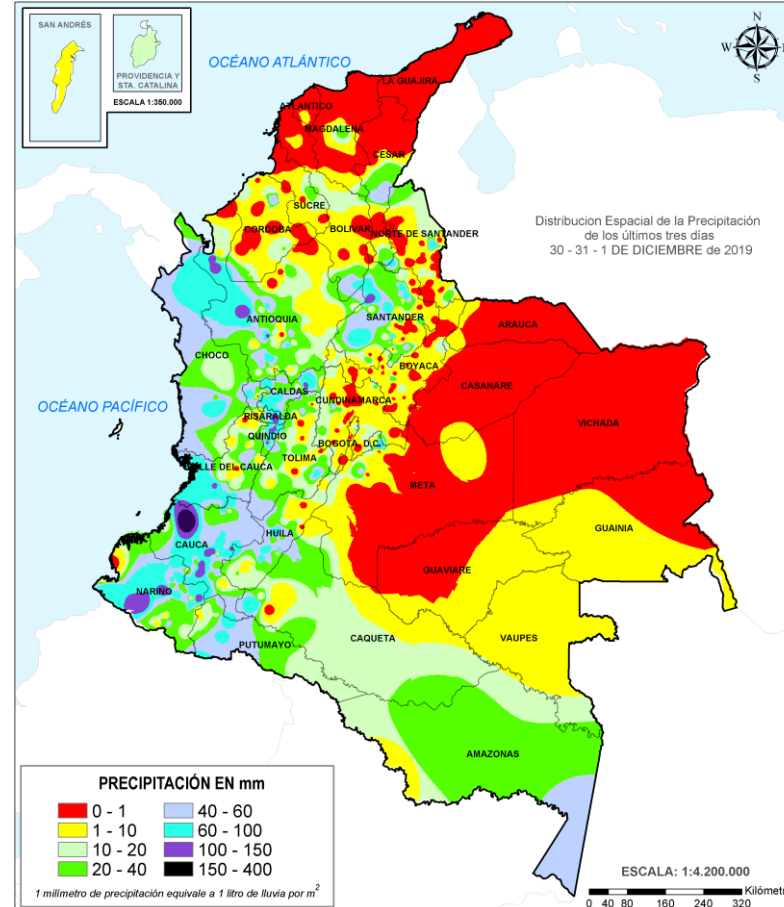 SAN ANDRÉS
PROVIDENCIA Y
STA. CATALINA
ESCALA 1:350.000
OCÉANO ATLÁNTICO
N
W
E
S
LA GUAJIRA
ATLANTICO
MAGDALENA
CESAR
SUCRE
CORDOBA
BOLIVAR
NORTE DE SANTANDER
Distribucion Espacial de la Precipitación
de los últimos tres días
30 - 31 - 1 DE DICIEMBRE de 2019
ANTIOQUIA
SANTANDER
ARAUCA
CHOCO
BOYACA
CASANARE
OCÉANO PACÍFICO
CALDAS
CUNDINAMARCA
VICHADA
RISARALDA
QUINDIO
BOGOTA, D.C.
TOLIMA
VALLE DEL CAUCA
META
GUAINIA
HUILA
CAUCA
GUAVIARE
NARIÑO
CAQUETA
VAUPES
PUTUMAYO
AMAZONAS
PRECIPITACIÓN EN mm
0 - 1
40 - 60
1 - 10
60 - 100
10 - 20
100 - 150
20 - 40
150 - 400
1 milímetro de precipitación equivale a 1 litro de lluvia por m²
ESCALA: 1:4.200.000
Kilómet
0 40 80 160 240 320